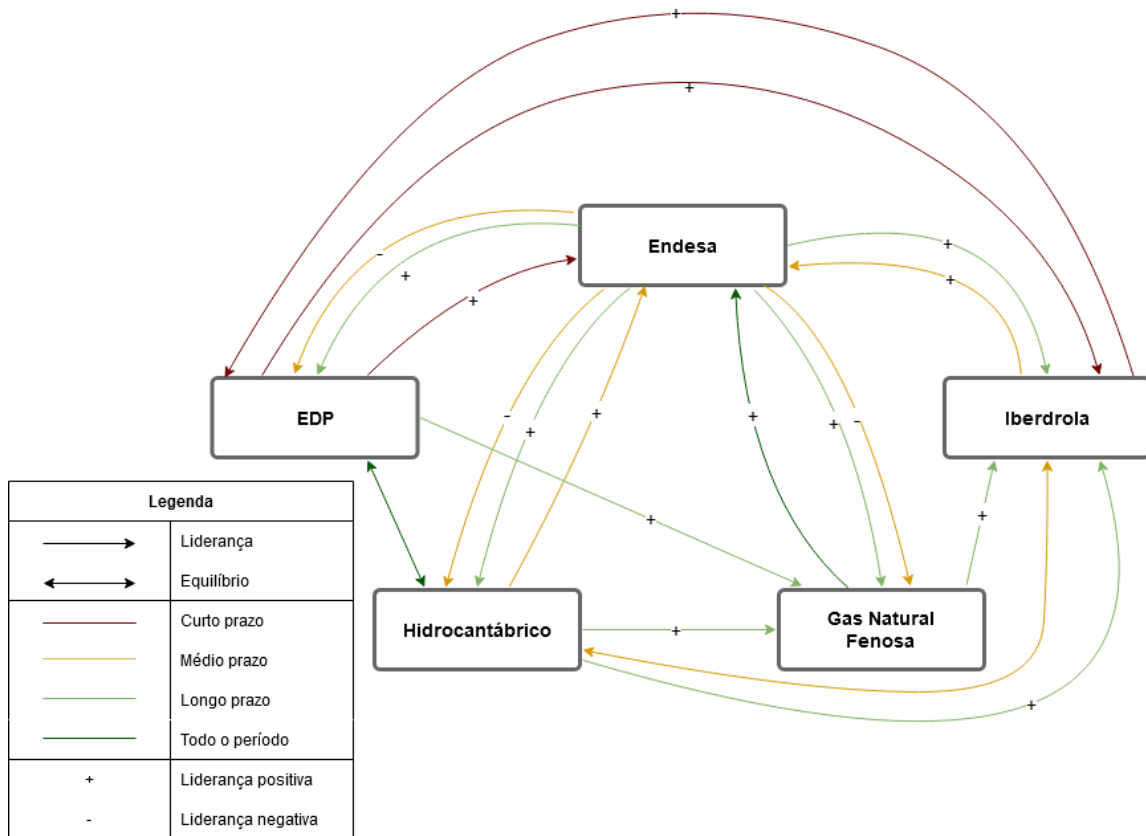 +
+
Endesa
-
+
+
+
+
EDP
Iberdrola
-
+
+
+
+
-
+
+
Hidrocantábrico
+
Gas Natural
Fenosa
+
Legenda
Liderança
Equilíbrio
Curto prazo
Médio prazo
Longo prazo
Todo o período
+ Liderança positiva
- Liderança negativa